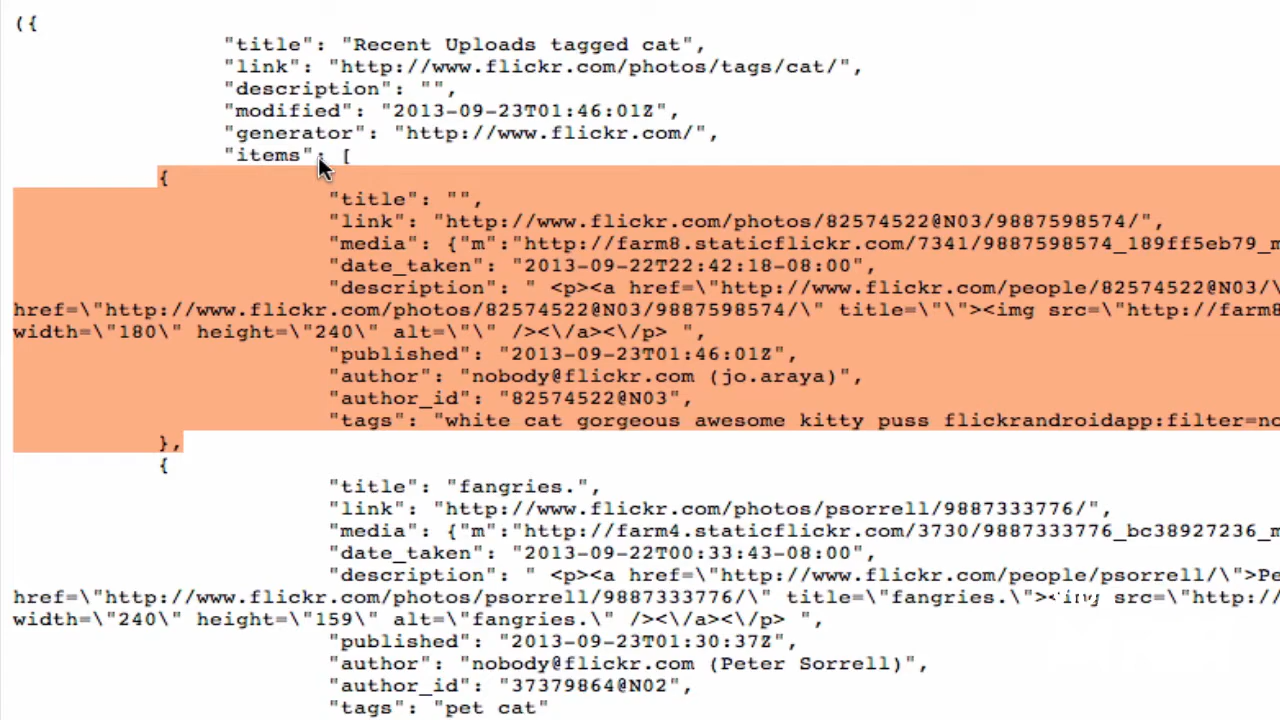 ({
"title": "Recent Uploads tagged cat",
"link": "http://www.flickr.com/photos/tags/cat/",
"description": "",
"modified": "2013-09-23T01:46:01Z",
"generator": "http://www.flickr.com/",
"items": [
{
"title": "",
"link": "http://www.flickr.com/photos/82574522@N03/9887598574/",
"media": {"m":"http://farm8.staticflickr.com/7341/9887598574_189ff5eb79_m
"date_taken": "2013-09-22T22:42:18-08:00",
"description": " <p><a href=\"http://www.flickr.com/people/82574522@N03/\
href=\"http://www.flickr.com/photos/82574522@N03/9887598574/\" title=\"\"><img src=\"http://farm8
width=\"180\" height=\"240\" alt=\"\" /><\/a><\/p> ",
"published": "2013-09-23T01:46:01Z",
"author": "nobody@flickr.com (jo.araya)",
"author_id": "82574522@N03",
"tags": "white cat gorgeous awesome kitty puss flickrandroidapp:filter=no
},
{
"title": "fangries.",
"link": "http://www.flickr.com/photos/psorrell/9887333776/",
"media": {"m":"http://farm4.staticflickr.com/3730/9887333776_bc38927236_m
"date_taken": "2013-09-22T00:33:43-08:00",
"description": " <p><a href=\"http://www.flickr.com/people/psorrell/\">Pe
href=\"http://www.flickr.com/photos/psorrell/9887333776/\" title=\"fangries.\"><img src=\"http://
width=\"240\" height=\"159\" alt=\"fangries.\" /><\/a><\/p> ",
"published": "2013-09-23T01:30:37Z",
"author": "nobody@flickr.com (Peter Sorrell)",
"author_id": "37379864@N02",
"tags": "pet cat"